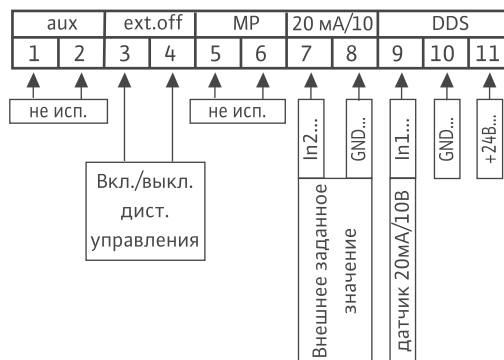 aux ext.off MP 20 мА/10 DDS
1 2 3 4 5 6 7 8 9 10 11
не исп.
не исп.
In2...
GND...
In1...
GND...
+24В...
Вкл./выкл.
дист.
управления
Внешнее заданное
значение
датчик 20мА/10В